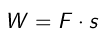 W = F · s